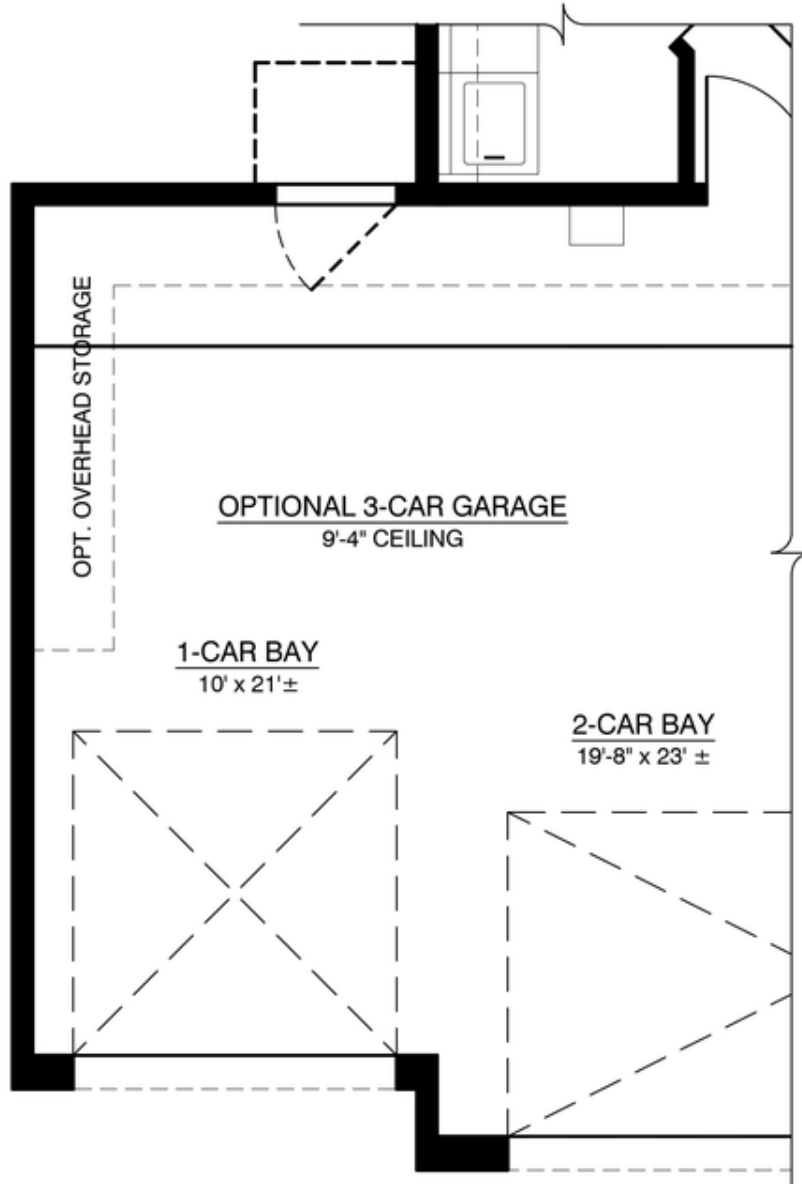 OPT. OVERHEAD STORAGE
OPTIONAL 3-CAR GARAGE
9'-4" CEILING
1-CAR BAY
10' x 21'±
2-CAR BAY
19'-8" x 23' ±